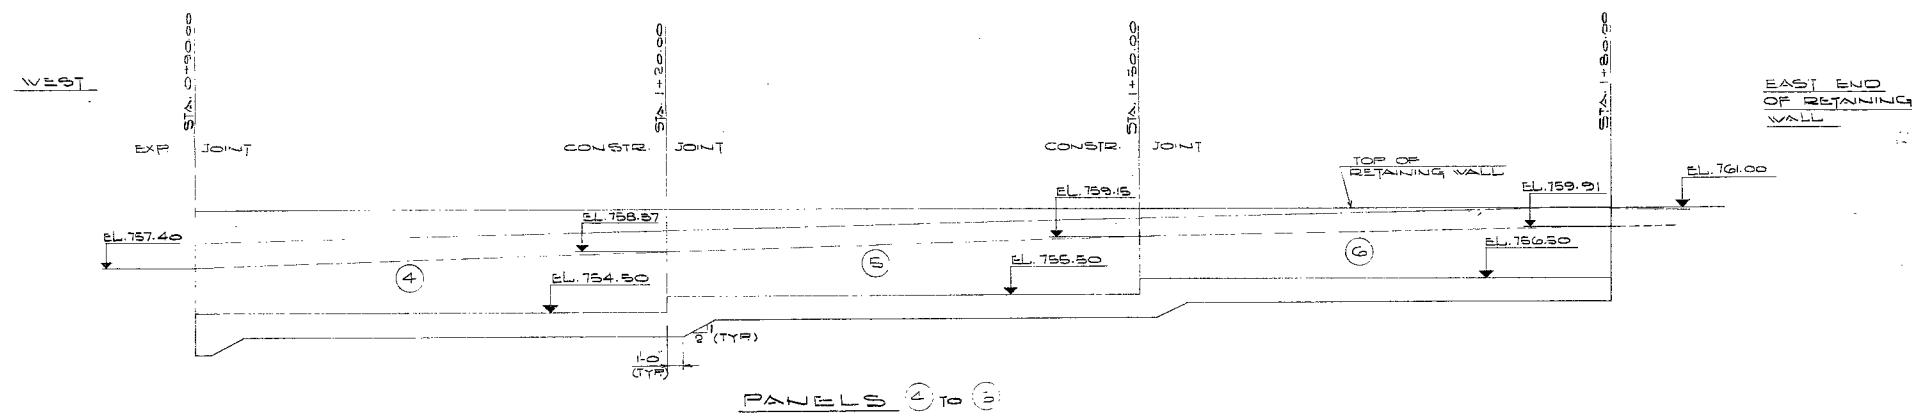 STA. 0+90.00
STA. 1+20.00
STA. 1+50.00
STA. 1+80.00
WEST
EAST END
OF RETAINING
WALL
EXP. JOINT
CONSTR. JOINT
CONSTR. JOINT
TOP OF
RETAINING WALL
EL. 761.00
EL. 759.91
EL. 759.15
EL. 758.37
EL. 757.40
EL. 756.50
EL. 755.50
EL. 754.50
4
5
6
1
2 (TYP.)
1'-0"
(TYP.)
PANELS 4 TO 6